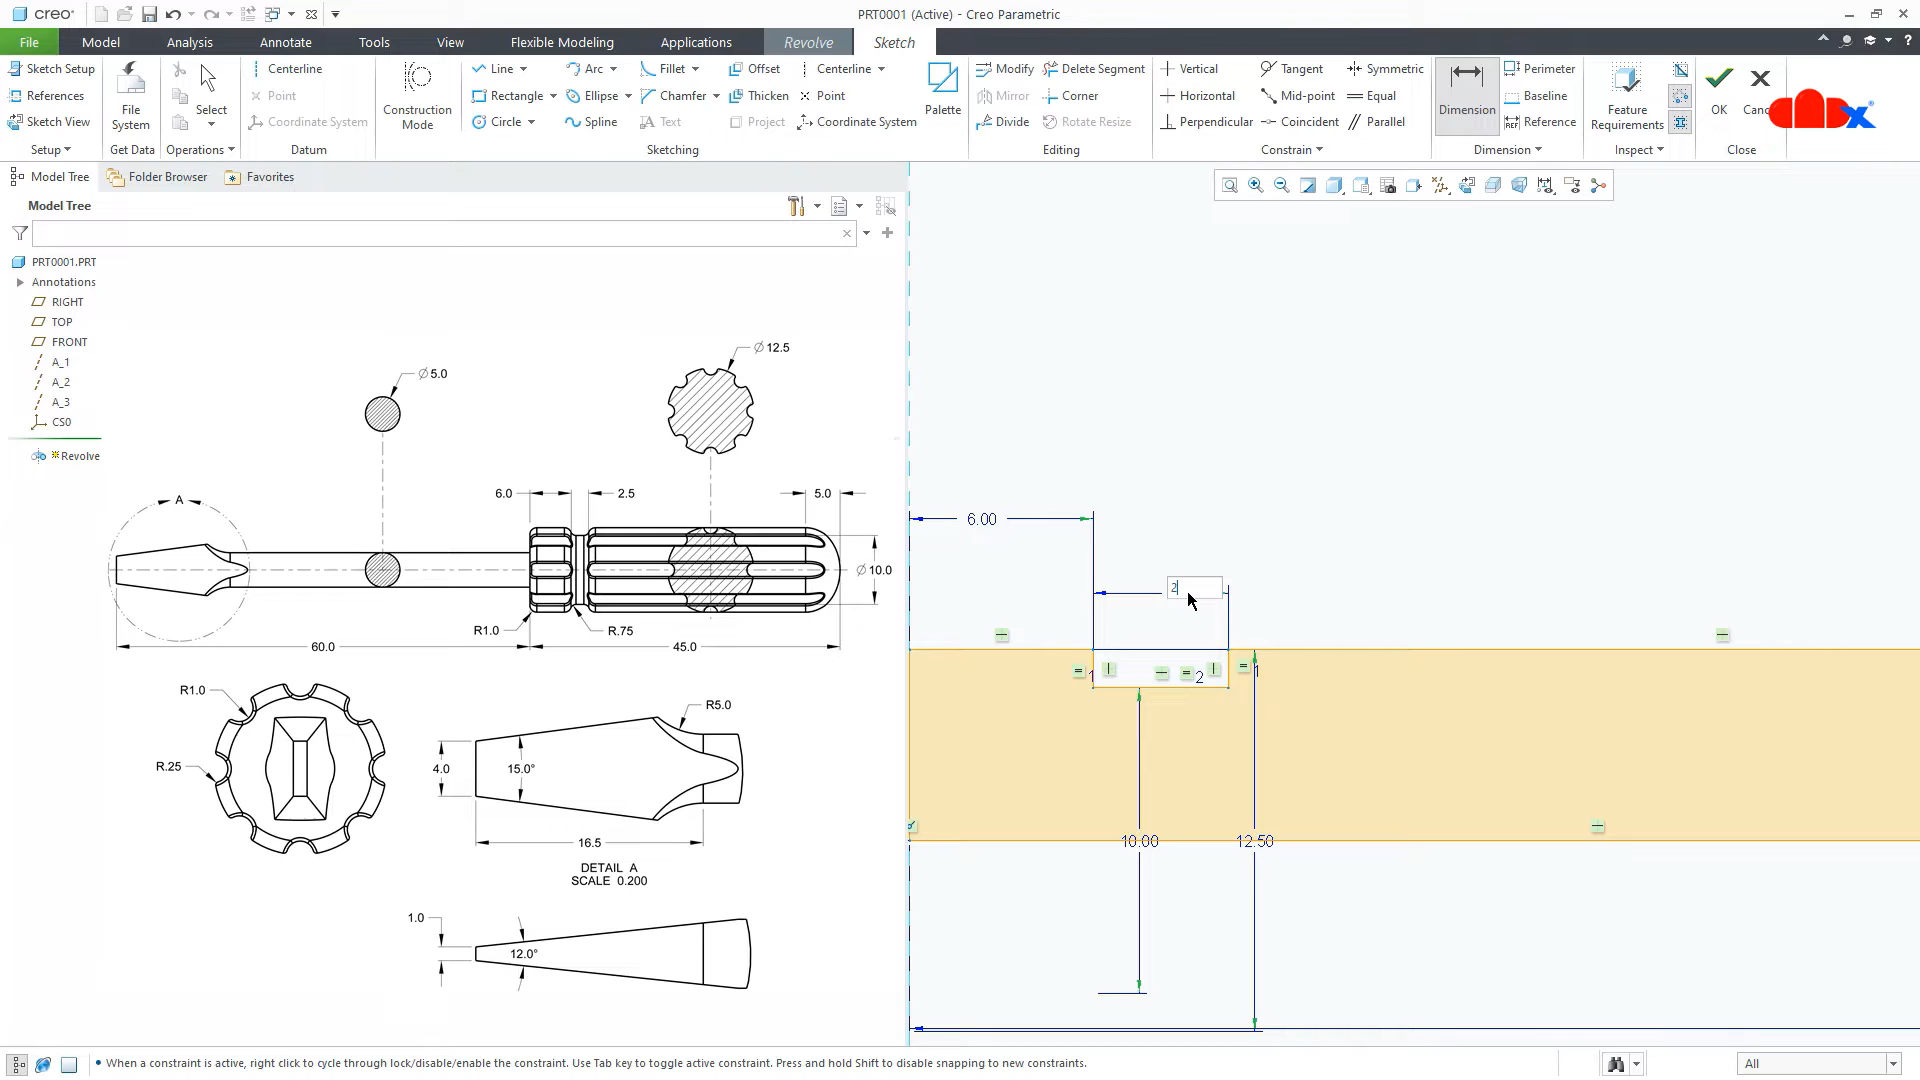 creo®
PRT0001 (Active) - Creo Parametric
File Model Analysis Annotate Tools View Flexible Modeling Applications Revolve Sketch
Sketch Setup
References
Sketch View
Setup
File System
Get Data
Select
Operations
Centerline
Point
Coordinate System
Datum
Construction Mode
Line Arc Fillet Offset Centerline
Rectangle Ellipse Chamfer Thicken Point
Circle Spline Text Project Coordinate System
Palette
Sketching
Modify Delete Segment
Mirror Corner
Divide Rotate Resize
Editing
Vertical Tangent Symmetric
Horizontal Mid-point Equal
Perpendicular Coincident Parallel
Constrain
Dimension
Perimeter
Baseline
Reference
Dimension
Feature Requirements
Inspect
OK
Canc
Close
Model Tree Folder Browser Favorites
Model Tree
PRT0001.PRT
Annotations
RIGHT
TOP
FRONT
A_1
A_2
A_3
CS0
Revolve
∅12.5
∅5.0
A
6.0
2.5
5.0
∅10.0
R1.0
R.75
60.0
45.0
R1.0
R.25
R5.0
4.0
15.0°
16.5
DETAIL A
SCALE 0.200
1.0
12.0°
6.00
2
1
2
1
10.00
12.50
• When a constraint is active, right click to cycle through lock/disable/enable the constraint. Use Tab key to toggle active constraint. Press and hold Shift to disable snapping to new constraints.
All